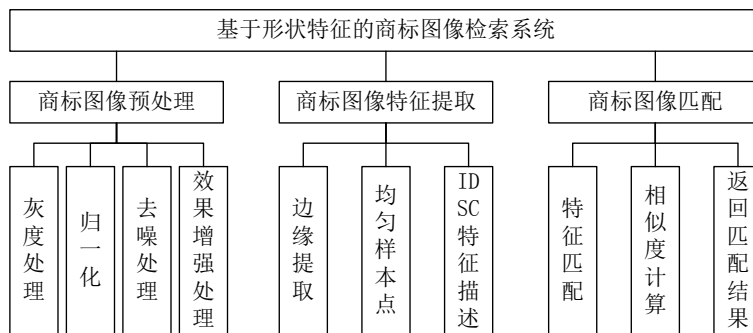 基于形状特征的商标图像检索系统
商标图像预处理
商标图像特征提取
商标图像匹配
灰度处理
归一化
去噪处理
效果增强处理
边缘提取
均匀样本点
IDSC特征描述
特征匹配
相似度计算
返回匹配结果